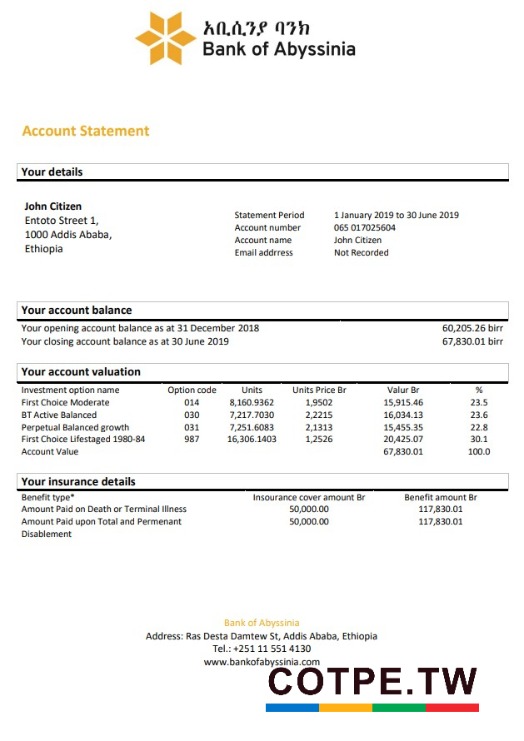 አቢሲንያ ባንክ
Bank of Abyssinia
Account Statement
Your details
John Citizen
Entoto Street 1,
1000 Addis Ababa,
Ethiopia
Statement Period 1 January 2019 to 30 June 2019
Account number 065 017025604
Account name John Citizen
Email addrress Not Recorded
Your account balance
Your opening account balance as at 31 December 2018 60,205.26 birr
Your closing account balance as at 30 June 2019 67,830.01 birr
Your account valuation
Investment option name Option code Units Units Price Br Valur Br %
First Choice Moderate 014 8,160.9362 1,9502 15,915.46 23.5
BT Active Balanced 030 7,217.7030 2,2215 16,034.13 23.6
Perpetual Balanced growth 031 7,251.6083 2,1313 15,455.35 22.8
First Choice Lifestaged 1980-84 987 16,306.1403 1,2526 20,425.07 30.1
Account Value 67,830.01 100.0
Your insurance details
Benefit type* Insourance cover amount Br Benefit amount Br
Amount Paid on Death or Terminal Illness 50,000.00 117,830.01
Amount Paid upon Total and Permenant 50,000.00 117,830.01
Disablement
Bank of Abyssinia
Address: Ras Desta Damtew St, Addis Ababa, Ethiopia
Tel.: +251 11 551 4130
www.bankofabyssinia.com
COTPE.TW